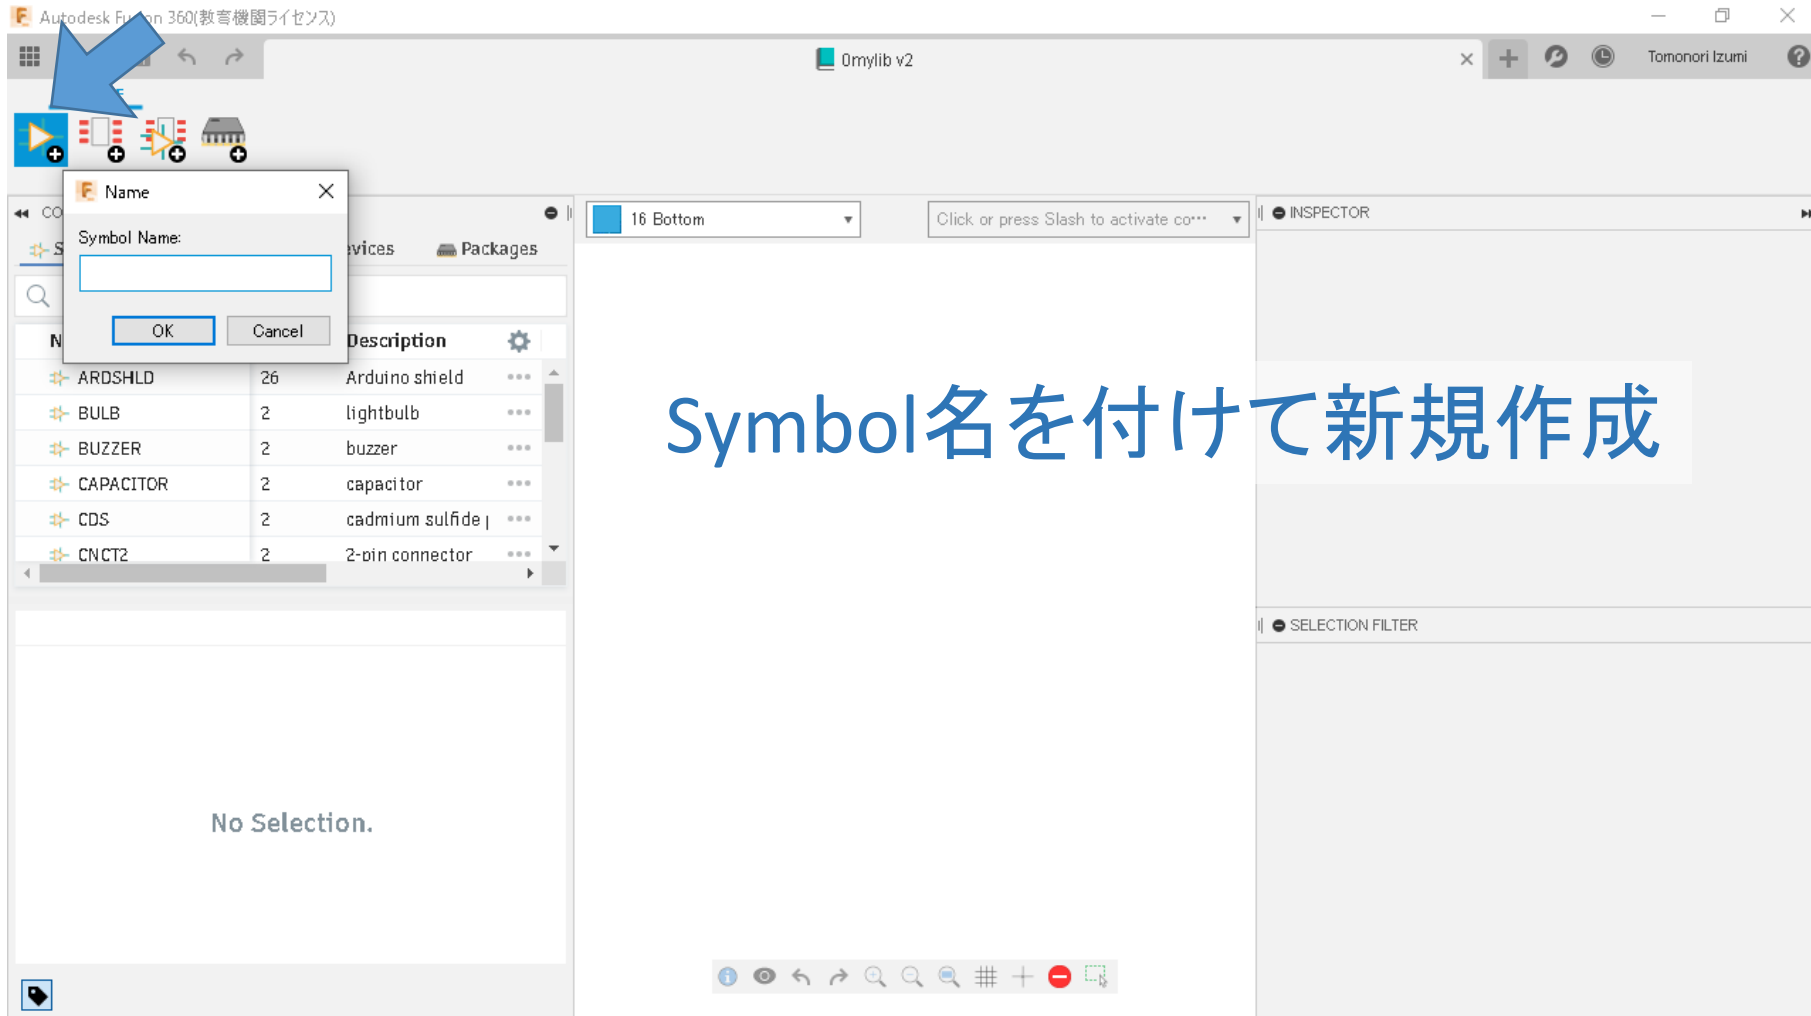 Autodesk Fusion 360(教育機関ライセンス)
0mylib v2
Tomonori Izumi
Name
Symbol Name:
OK
Cancel
Packages
Description
ARDSHLD 26 Arduino shield
BULB 2 lightbulb
BUZZER 2 buzzer
CAPACITOR 2 capacitor
CDS 2 cadmium sulfide
CNCT2 2 2-pin connector
No Selection.
16 Bottom
Click or press Slash to activate co···
INSPECTOR
Symbol名を付けて新規作成
SELECTION FILTER